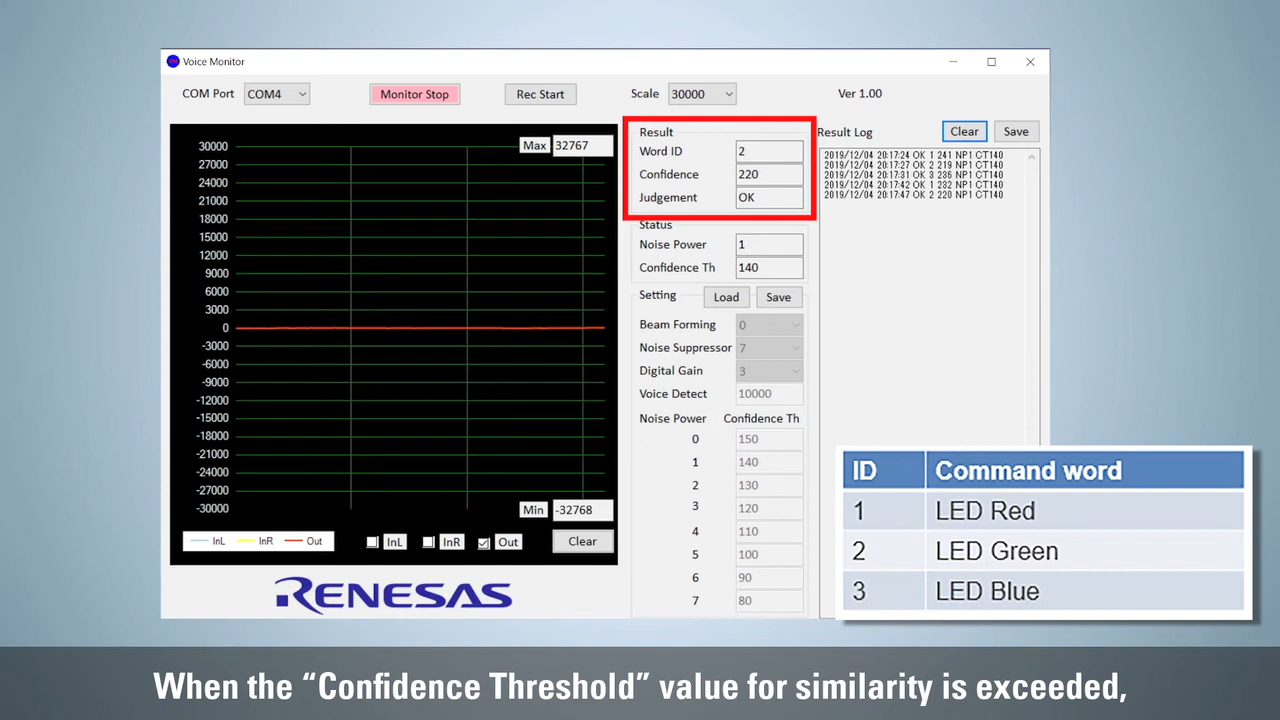 Voice Monitor
COM Port COM4 Monitor Stop Rec Start Scale 30000 Ver 1.00
Max 32767
30000
27000
24000
21000
18000
15000
12000
9000
6000
3000
0
-3000
-6000
-9000
-12000
-15000
-18000
-21000
-24000
-27000
-30000
Min -32768
InL InR Out InL InR Out Clear
RENESAS
Result
Word ID 2
Confidence 220
Judgement OK
Status
Noise Power 1
Confidence Th 140
Setting Load Save
Beam Forming 0
Noise Suppressor 7
Digital Gain 3
Voice Detect 10000
Noise Power Confidence Th
0 150
1 140
2 130
3 120
4 110
5 100
6 90
7 80
Result Log Clear Save
2019/12/04 20:17:24 OK 1 241 NP1 CT140
2019/12/04 20:17:27 OK 2 219 NP1 CT140
2019/12/04 20:17:31 OK 3 236 NP1 CT140
2019/12/04 20:17:42 OK 1 232 NP1 CT140
2019/12/04 20:17:47 OK 2 220 NP1 CT140
ID Command word
1 LED Red
2 LED Green
3 LED Blue
When the “Confidence Threshold” value for similarity is exceeded,